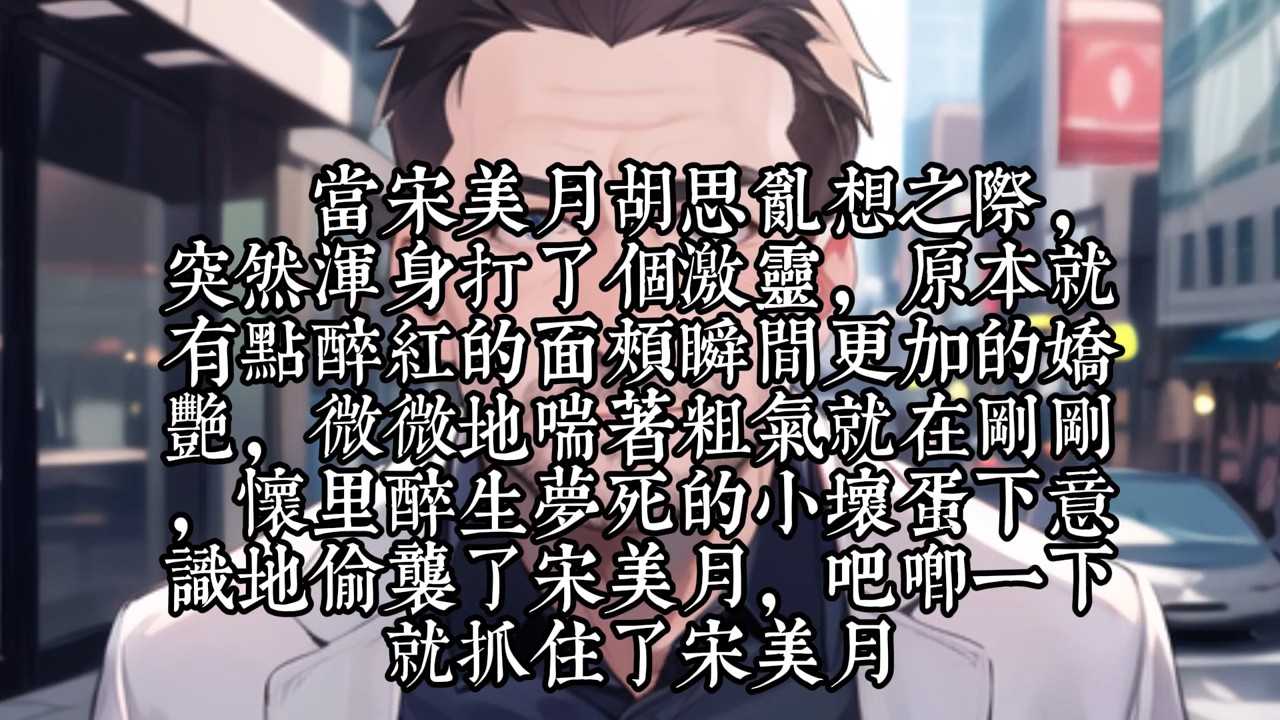 當宋美月胡思亂想之際，
突然渾身打了個激靈，原本就
有點醉紅的面頰瞬間更加的嬌
艷，微微地喘著粗氣就在剛剛
，懷里醉生夢死的小壞蛋下意
識地偷襲了宋美月，吧唧一下
就抓住了宋美月